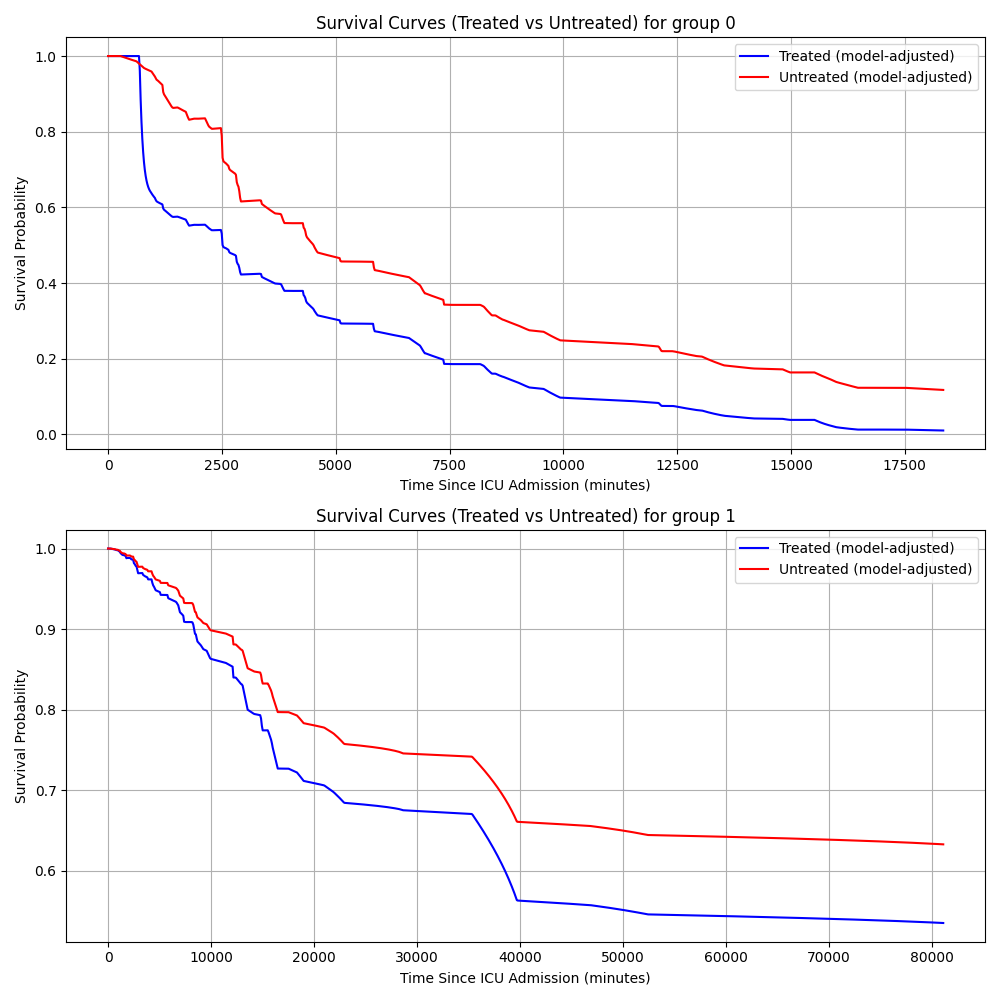 Survival Curves (Treated vs Untreated) for group 0
Treated (model-adjusted)
Untreated (model-adjusted)
Survival Probability
1.0
0.8
0.6
0.4
0.2
0.0
0 2500 5000 7500 10000 12500 15000 17500
Time Since ICU Admission (minutes)
Survival Curves (Treated vs Untreated) for group 1
Treated (model-adjusted)
Untreated (model-adjusted)
Survival Probability
1.0
0.9
0.8
0.7
0.6
0 10000 20000 30000 40000 50000 60000 70000 80000
Time Since ICU Admission (minutes)